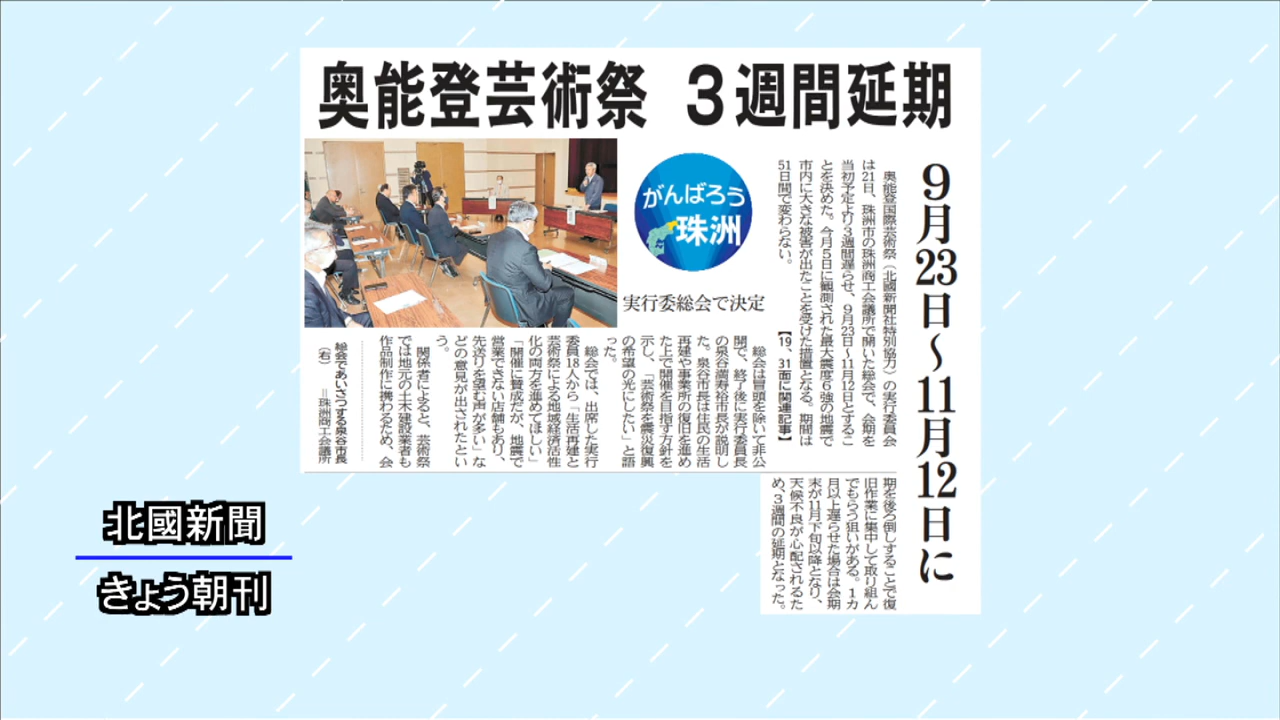 奥能登芸術祭 3週間延期
9月23日〜11月12日に
がんばろう
珠洲
実行委総会で決定
奥能登国際芸術祭(北國新聞社特別協力)の実行委員会
は21日、珠洲市の珠洲商工会議所で開いた総会で、会期を
当初予定より3週間遅らせ、9月23日〜11月12日とするこ
とを決めた。今月5日に観測された最大震度6強の地震で
市内に大きな被害が出たことを受けた措置となる。期間は
51日間で変わらない。
【19、31面に関連記事】
総会は冒頭を除いて非公
開で、終了後に実行委員長
の泉谷満寿裕市長が説明し
た。泉谷市長は住民の生活
再建や事業所の復旧を進め
た上で開催を目指す方針を
示し、「芸術祭を震災復興
の希望の光にしたい」と語
った。
総会では、出席した実行
委員18人から「生活再建と
芸術祭による地域経済活性
化の両方を進めてほしい」
「開催に賛成だが、地震で
営業できない店舗もあり、
先送りを望む声が多い」な
どの意見が出されたとい
う。
関係者によると、芸術祭
では地元の土木建設業者も
作品制作に携わるため、会
期を後ろ倒しすることで復
旧作業に集中して取り組ん
でもらう狙いがある。1カ
月以上遅らせた場合は会期
末が11月下旬以降となり、
天候不良が心配されるた
め、3週間の延期となった。
総会であいさつする泉谷市長
(右) =珠洲商工会議所
北國新聞
きょう朝刊